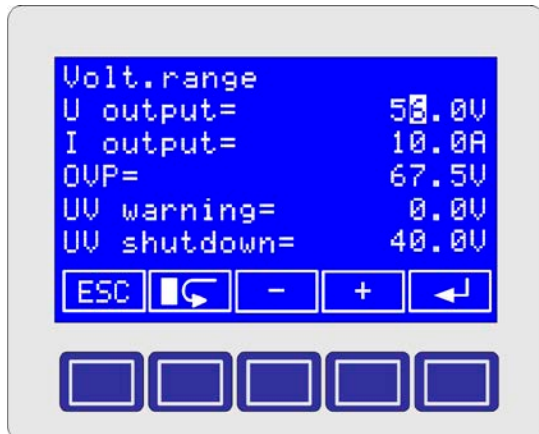 Volt.range
U output= 56.0V
I output= 10.0A
OVP= 67.5V
UV warning= 0.0V
UV shutdown= 40.0V
ESC - +